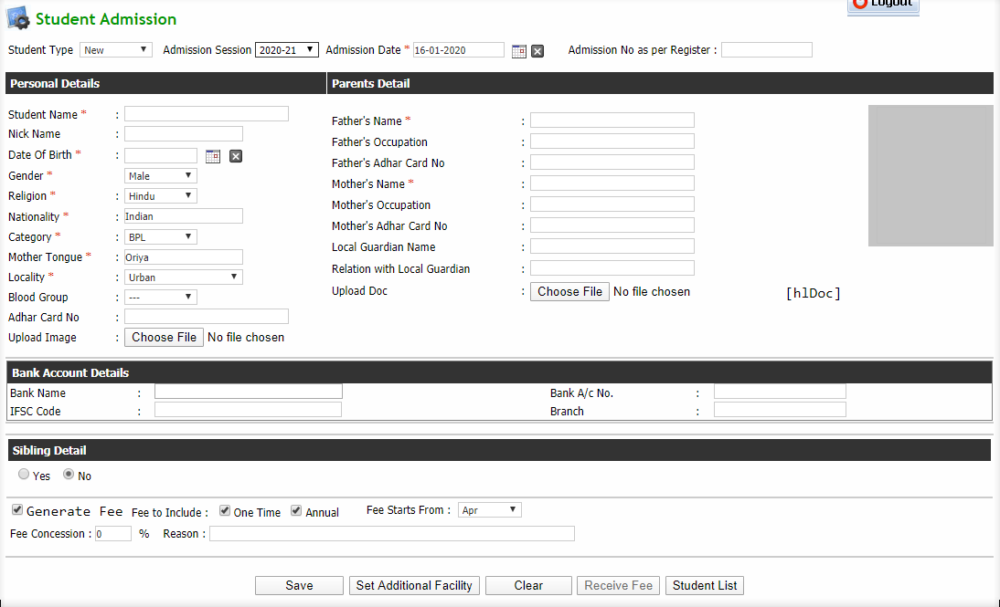 Logout
Student Admission
Student Type New Admission Session 2020-21 Admission Date * 16-01-2020 Admission No as per Register :
Personal Details
Student Name * :
Nick Name :
Date Of Birth * :
Gender * Male
Religion * : Hindu
Nationality * : Indian
Category * : BPL
Mother Tongue * : Oriya
Locality * : Urban
Blood Group : ---
Adhar Card No :
Upload Image : Choose File No file chosen
Parents Detail
Father's Name * :
Father's Occupation :
Father's Adhar Card No :
Mother's Name * :
Mother's Occupation :
Mother's Adhar Card No :
Local Guardian Name :
Relation with Local Guardian :
Upload Doc : Choose File No file chosen [hlDoc]
Bank Account Details
Bank Name : Bank A/c No. :
IFSC Code : Branch :
Sibling Detail
Yes No
Generate Fee Fee to Include : One Time Annual Fee Starts From : Apr
Fee Concession : 0 % Reason :
Save Set Additional Facility Clear Receive Fee Student List